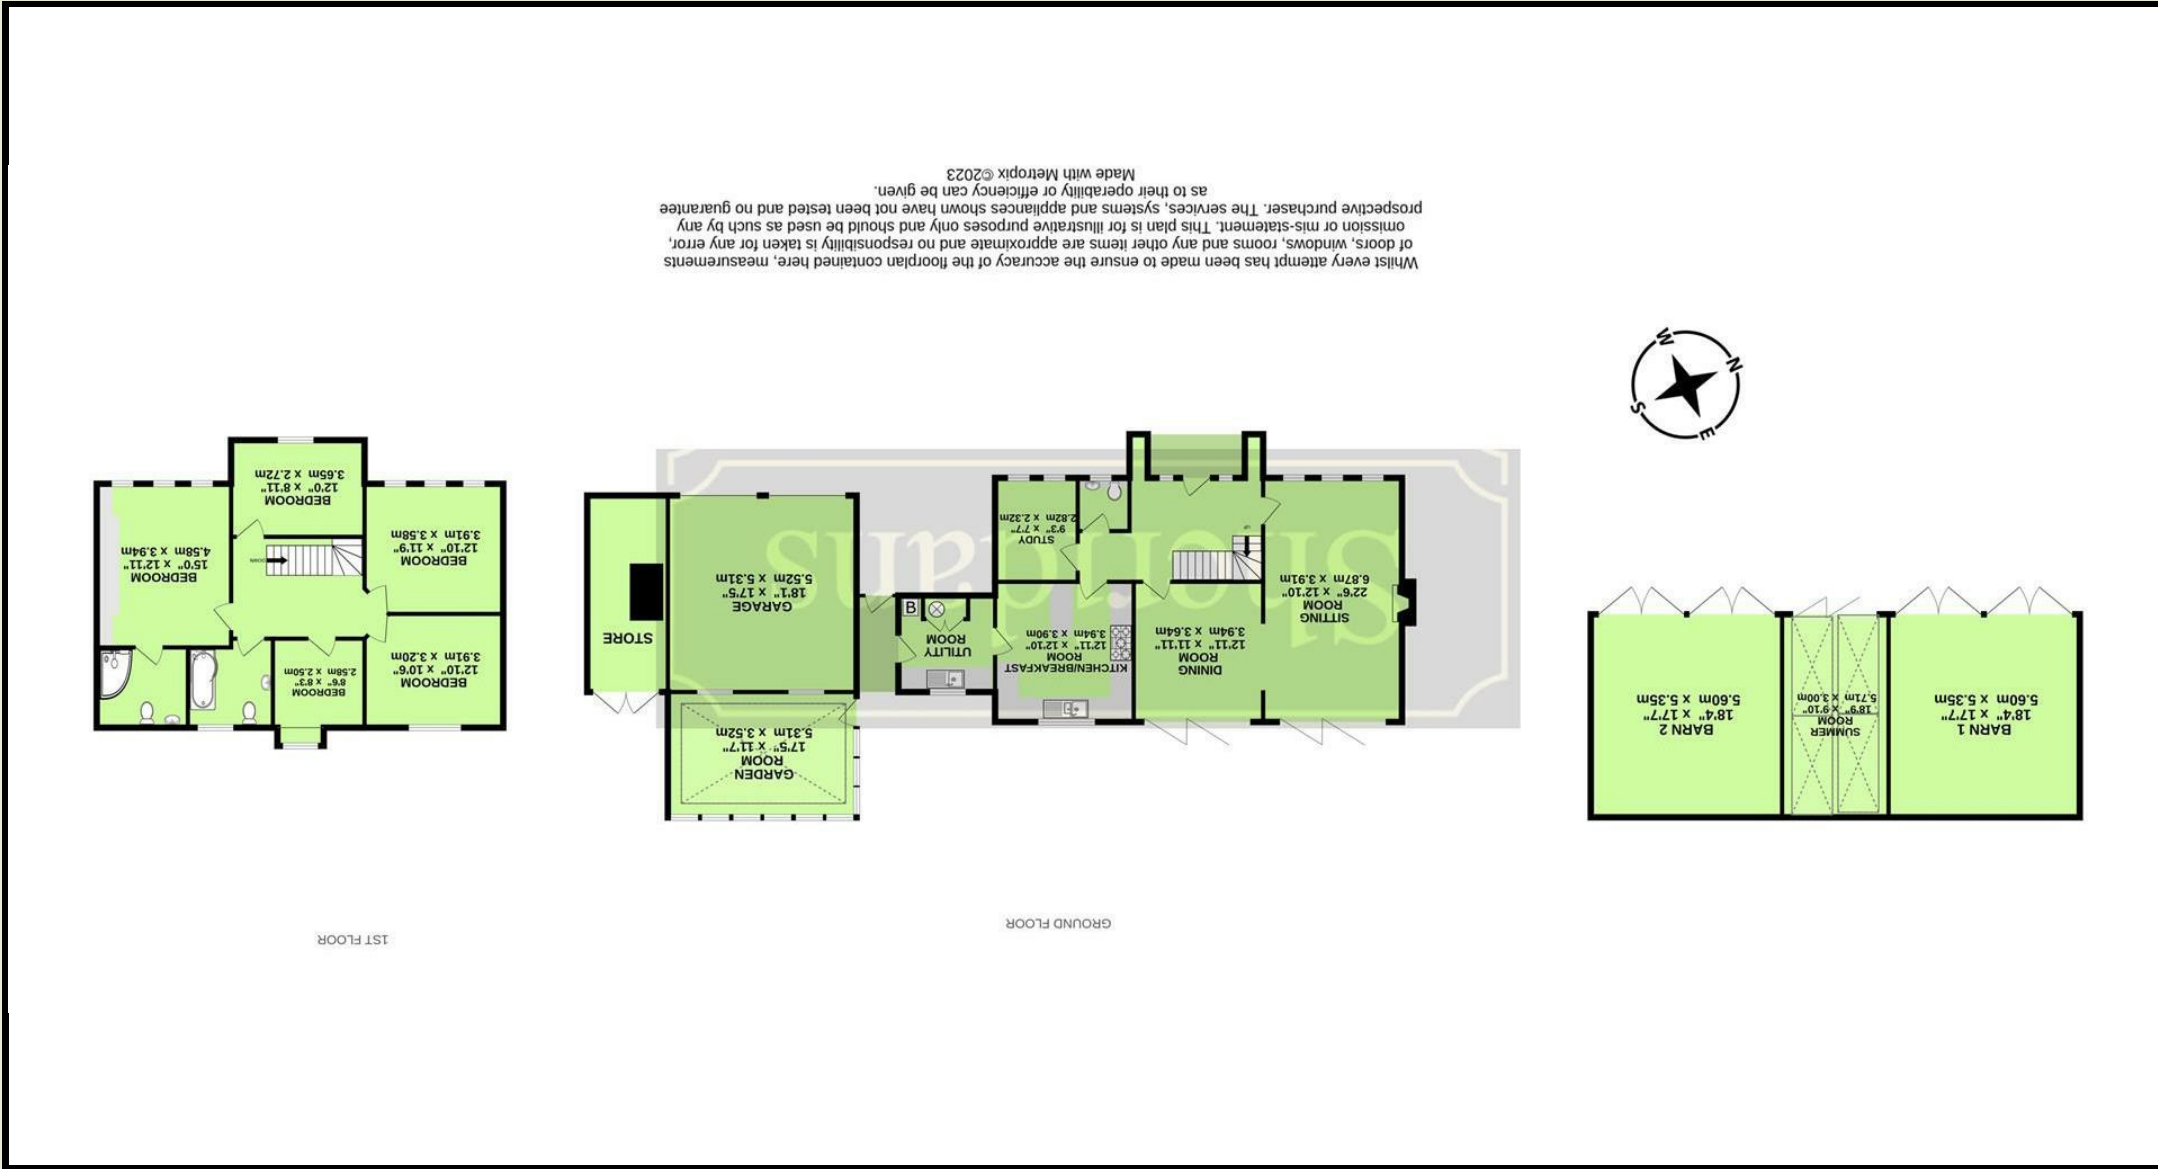 GROUND FLOOR
1ST FLOOR
BARN 1
18'4" x 17'7"
5.60m x 5.35m
SUMMER
ROOM
18'9" x 9'10"
5.71m x 3.00m
BARN 2
18'4" x 17'7"
5.60m x 5.35m
SITTING
ROOM
22'6" x 12'10"
6.87m x 3.91m
DINING
ROOM
12'11" x 11'11"
3.94m x 3.64m
KITCHEN/BREAKFAST
ROOM
12'11" x 12'10"
3.94m x 3.90m
UP
STUDY
9'3" x 7'7"
2.82m x 2.32m
UTILITY
ROOM
B
GARDEN
ROOM
17'5" x 11'7"
5.31m x 3.52m
GARAGE
18'1" x 17'5"
5.52m x 5.31m
STORE
Sheridans
BEDROOM
12'10" x 10'6"
3.91m x 3.20m
BEDROOM
8'6" x 8'3"
2.58m x 2.50m
BEDROOM
12'10" x 11'9"
3.91m x 3.58m
DOWN
BEDROOM
15'0" x 12'11"
4.58m x 3.94m
BEDROOM
12'0" x 8'11"
3.65m x 2.72m
E
S
N
W
Whilst every attempt has been made to ensure the accuracy of the floorplan contained here, measurements
of doors, windows, rooms and any other items are approximate and no responsibility is taken for any error,
omission or mis-statement. This plan is for illustrative purposes only and should be used as such by any
prospective purchaser. The services, systems and appliances shown have not been tested and no guarantee
as to their operability or efficiency can be given.
Made with Metropix ©2023